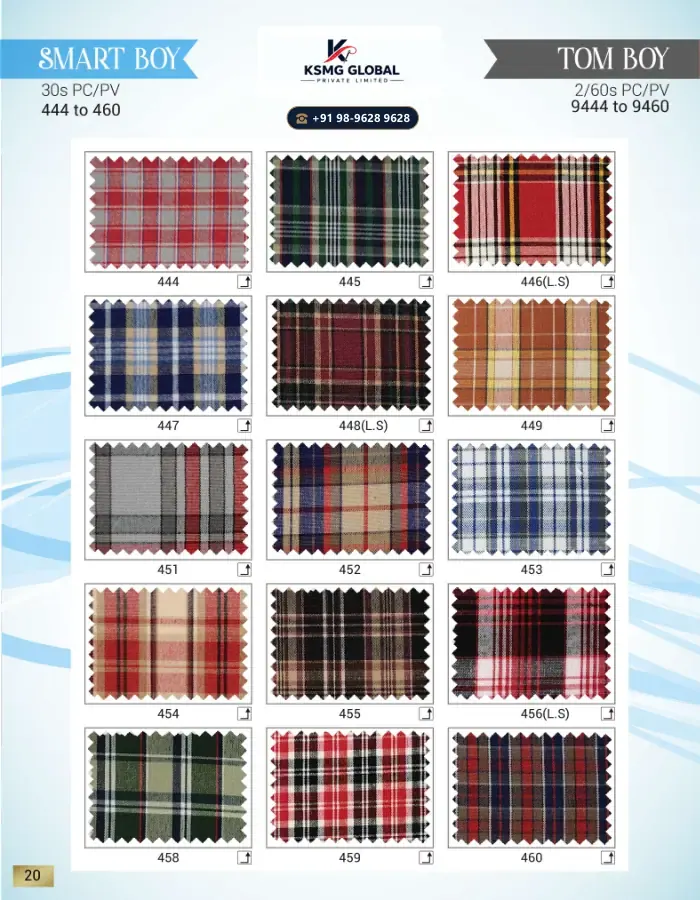 SMART BOY
30s PC/PV
444 to 460
KSMG GLOBAL
PRIVATE LIMITED
+91 98-9628 9628
TOM BOY
2/60s PC/PV
9444 to 9460
444
445
446(L.S)
447
448(L.S)
449
451
452
453
454
455
456(L.S)
458
459
460
20